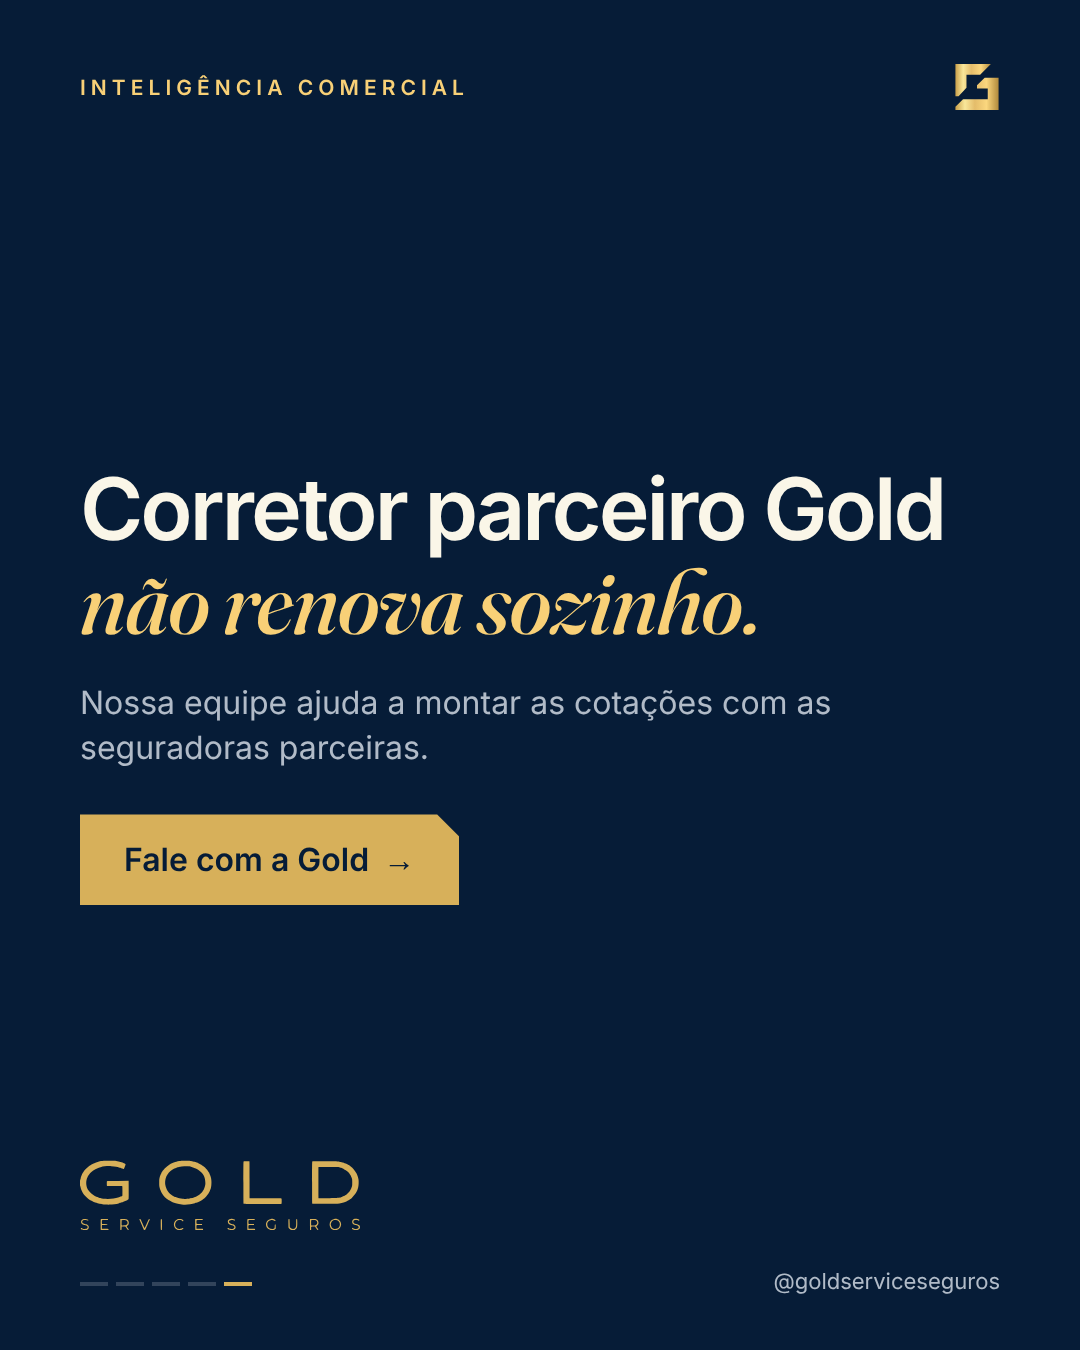 INTELIGÊNCIA COMERCIAL
Corretor parceiro Gold
não renova sozinho.
Nossa equipe ajuda a montar as cotações com as
seguradoras parceiras.
Fale com a Gold →
GOLD
SERVICE SEGUROS
@goldserviceseguros